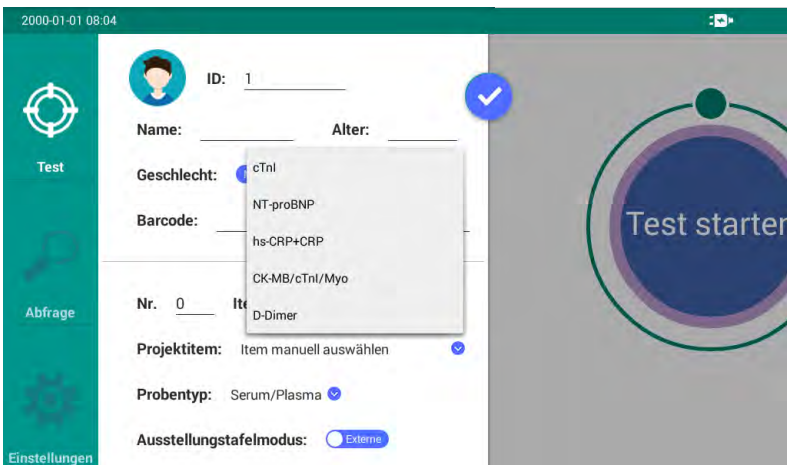 2000-01-01 08:04
ID: 1
Name: Alter:
Test
Geschlecht:
cTnI
NT-proBNP
Barcode:
hs-CRP+CRP
CK-MB/cTnI/Myo
Nr. 0
D-Dimer
Abfrage
Projektitem: Item manuell auswählen
Probentyp: Serum/Plasma
Ausstellungstafelmodus: Externe
Einstellungen
Test starten